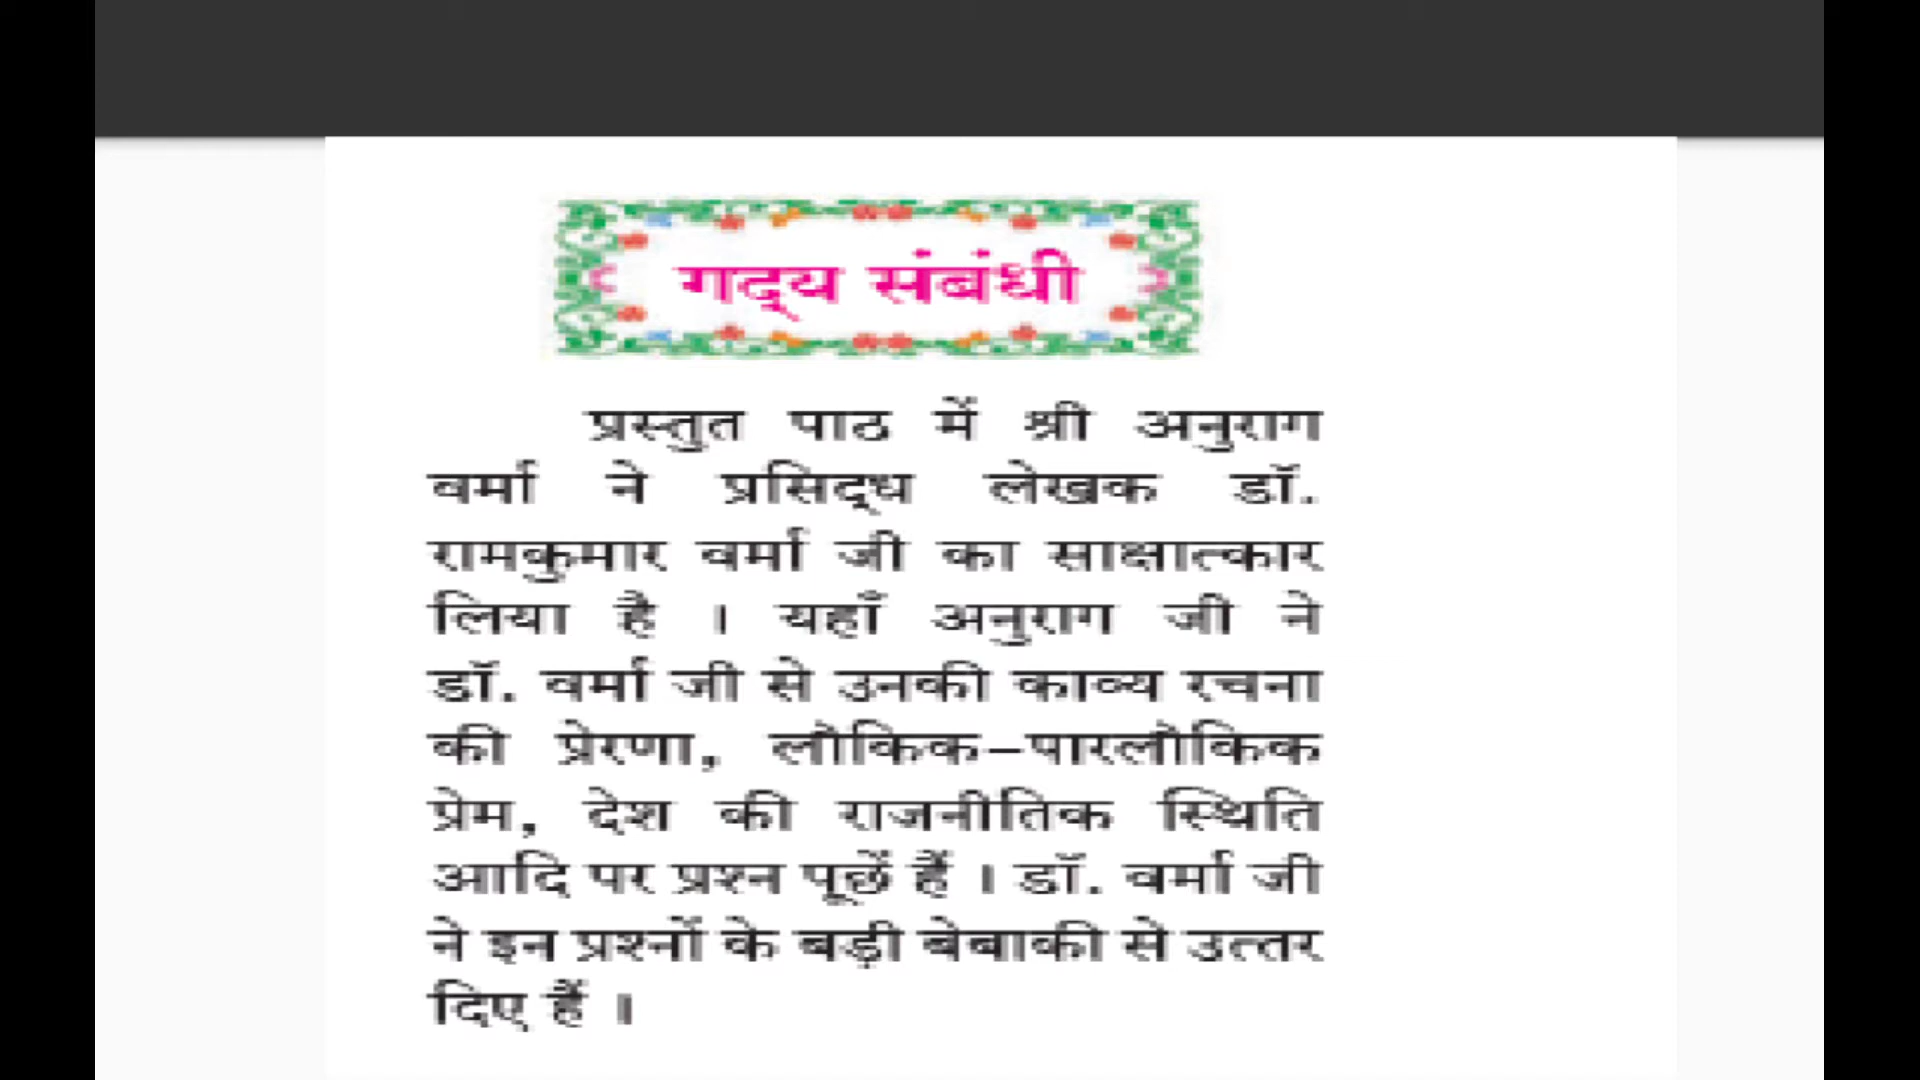 गद्य संबंधी
प्रस्तुत पाठ में श्री अनुराग
वर्मा ने प्रसिद्ध लेखक डॉ.
रामकुमार वर्मा जी का साक्षात्कार
लिया है । यहाँ अनुराग जी ने
डॉ. वर्मा जी से उनकी काव्य रचना
की प्रेरणा, लौकिक-पारलौकिक
प्रेम, देश की राजनीतिक स्थिति
आदि पर प्रश्न पूछें हैं । डॉ. वर्मा जी
ने इन प्रश्नों के बड़ी बेबाकी से उत्तर
दिए हैं ।